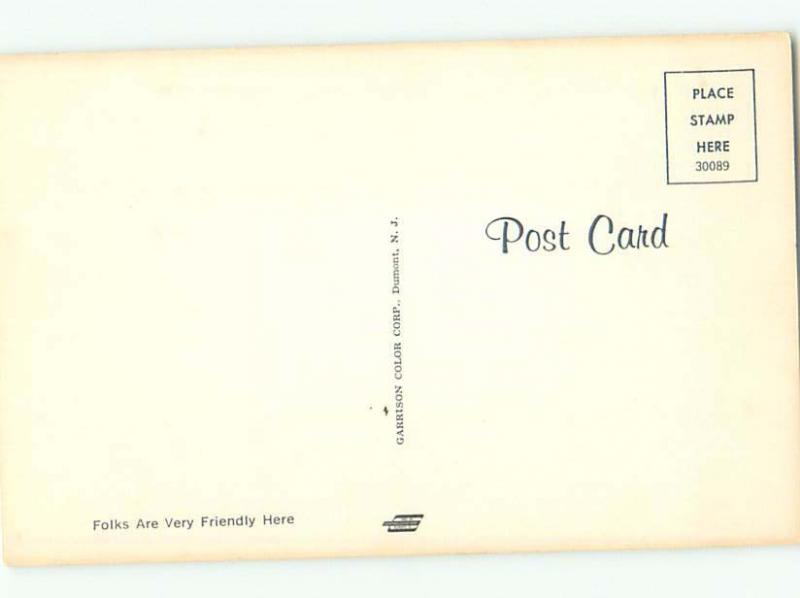 PLACE
STAMP
HERE
30089
Post Card
GARRISON COLOR CORP., Dumont, N. J.
Folks Are Very Friendly Here